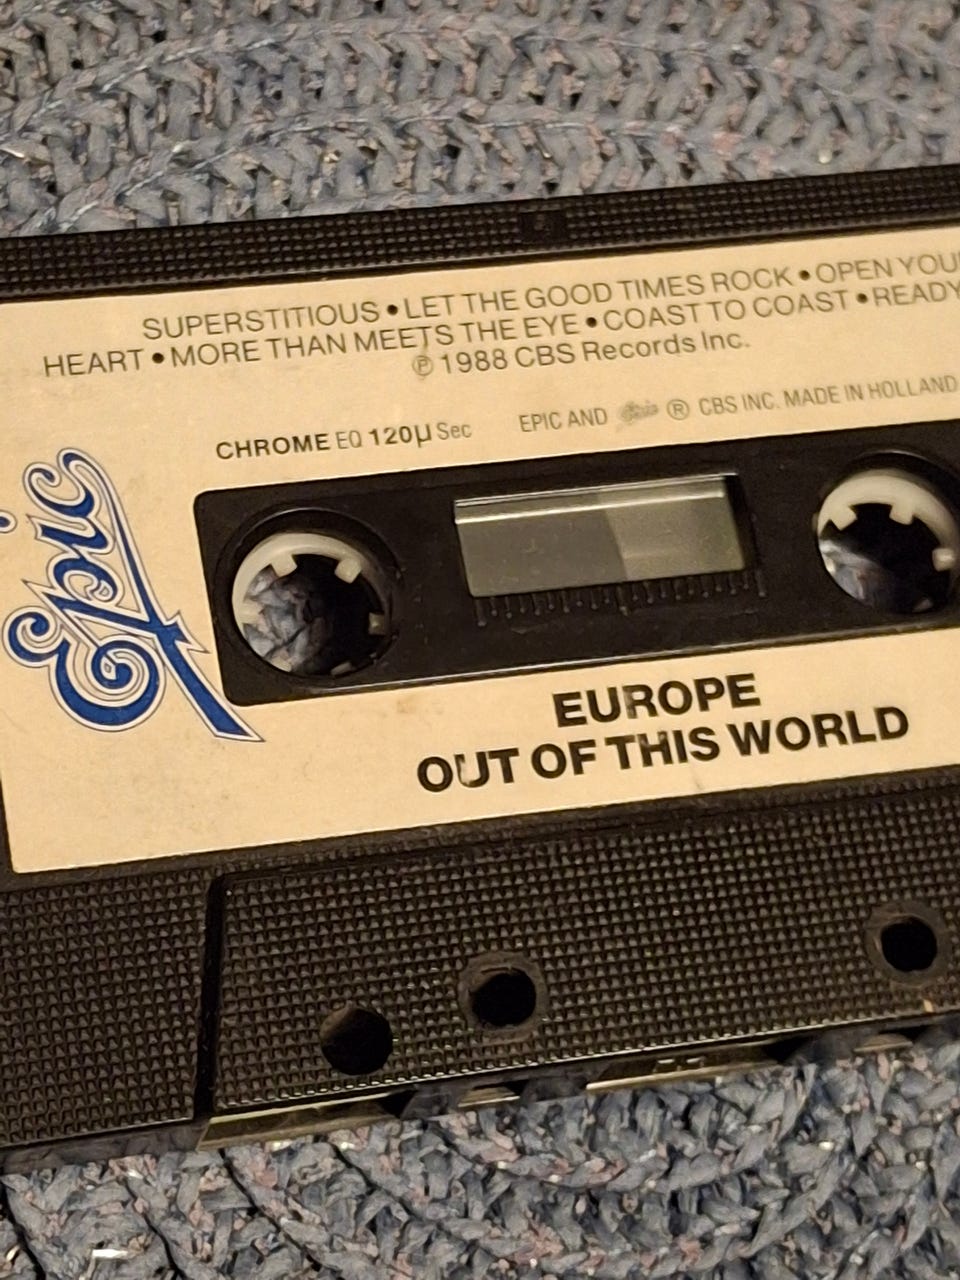 SUPERSTITIOUS • LET THE GOOD TIMES ROCK • OPEN YOU
HEART • MORE THAN MEETS THE EYE • COAST TO COAST • READY
℗ 1988 CBS Records Inc.
CHROME EQ 120µ Sec
EPIC AND Epic ® CBS INC. MADE IN HOLLAND
Epic
EUROPE
OUT OF THIS WORLD